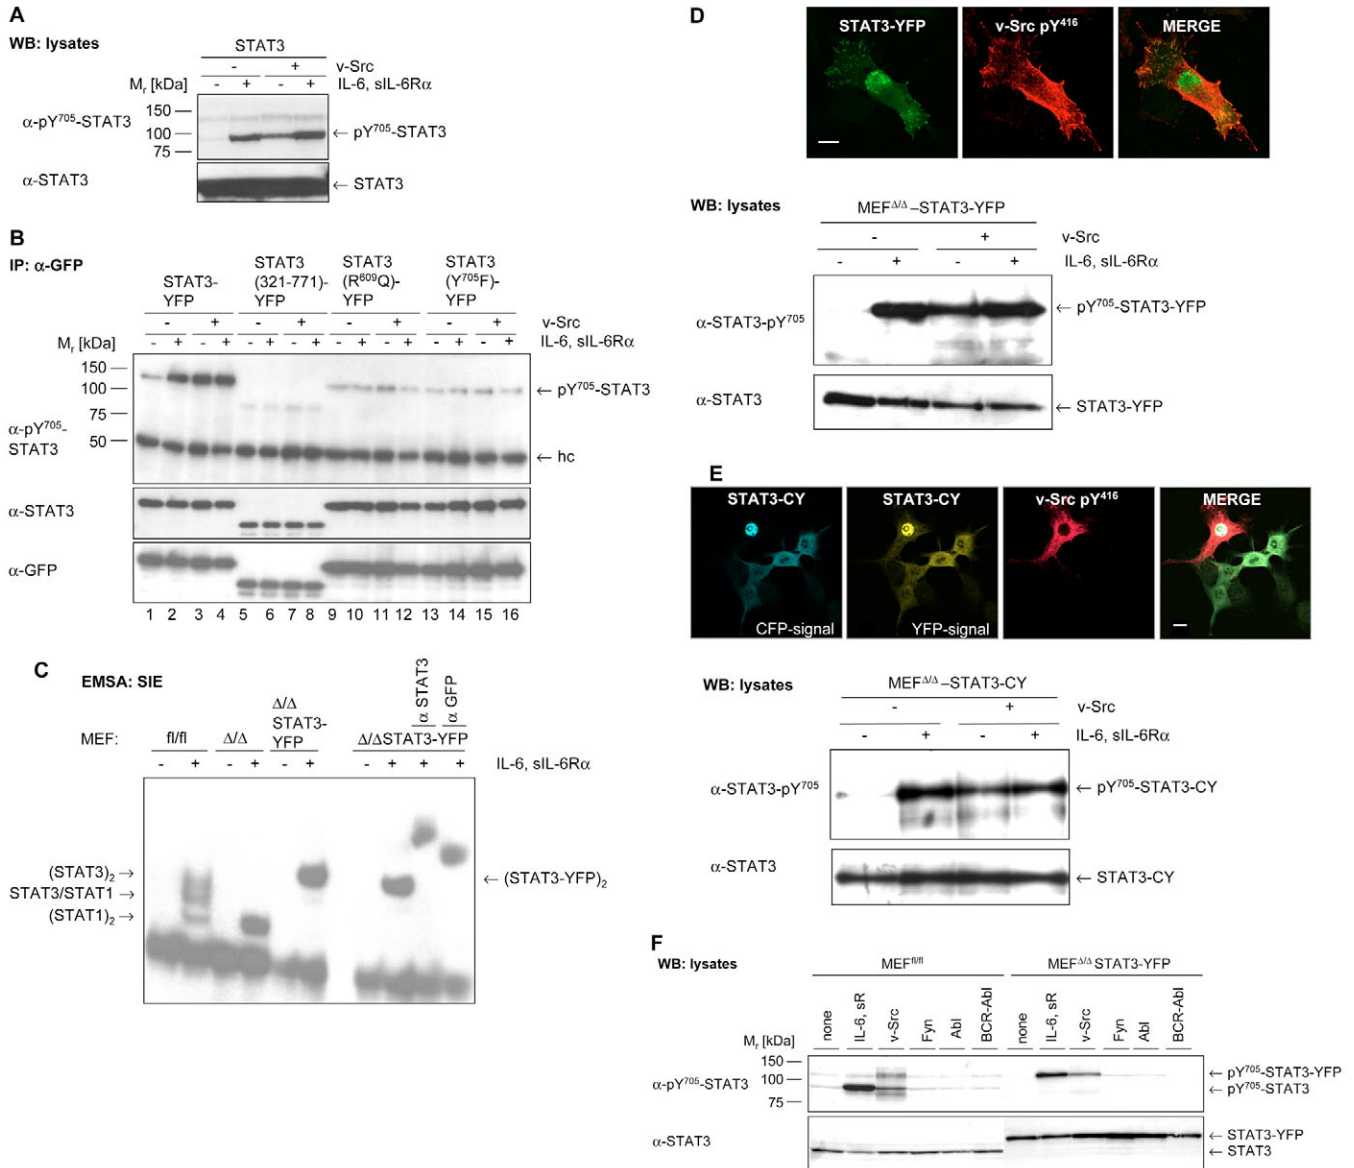 A
WB: lysates
STAT3
- + v-Src
Mr [kDa] - + - + IL-6, sIL-6Rα
150
α-pY705-STAT3 100 ← pY705-STAT3
75
α-STAT3 ← STAT3
B
IP: α-GFP
STAT3-YFP STAT3 (321-771)-YFP STAT3 (R609Q)-YFP STAT3 (Y705F)-YFP
- + - + - + - + v-Src
Mr [kDa] - + - + - + - + - + - + - + - + IL-6, sIL-6Rα
150
100 ← pY705-STAT3
75
α-pY705-STAT3
50 ← hc
α-STAT3
α-GFP
1 2 3 4 5 6 7 8 9 10 11 12 13 14 15 16
C
EMSA: SIE
α STAT3 α GFP
MEF: fl/fl Δ/Δ Δ/Δ STAT3-YFP Δ/ΔSTAT3-YFP
- + - + - + - + + + IL-6, sIL-6Rα
(STAT3)2 → ← (STAT3-YFP)2
STAT3/STAT1 →
(STAT1)2 →
D
STAT3-YFP v-Src pY416 MERGE
WB: lysates
MEFΔ/Δ–STAT3-YFP
- + v-Src
- + - + IL-6, sIL-6Rα
α-STAT3-pY705 ← pY705-STAT3-YFP
α-STAT3 ← STAT3-YFP
E
STAT3-CY STAT3-CY v-Src pY416 MERGE
CFP-signal YFP-signal
WB: lysates
MEFΔ/Δ–STAT3-CY
- + v-Src
- + - + IL-6, sIL-6Rα
α-STAT3-pY705 ← pY705-STAT3-CY
α-STAT3 ← STAT3-CY
F
WB: lysates
MEFfl/fl MEFΔ/Δ STAT3-YFP
none IL-6, sR v-Src Fyn Abl BCR-Abl none IL-6, sR v-Src Fyn Abl BCR-Abl
Mr [kDa]
150 ← pY705-STAT3-YFP
α-pY705-STAT3 100 ← pY705-STAT3
75
α-STAT3 ← STAT3-YFP
← STAT3